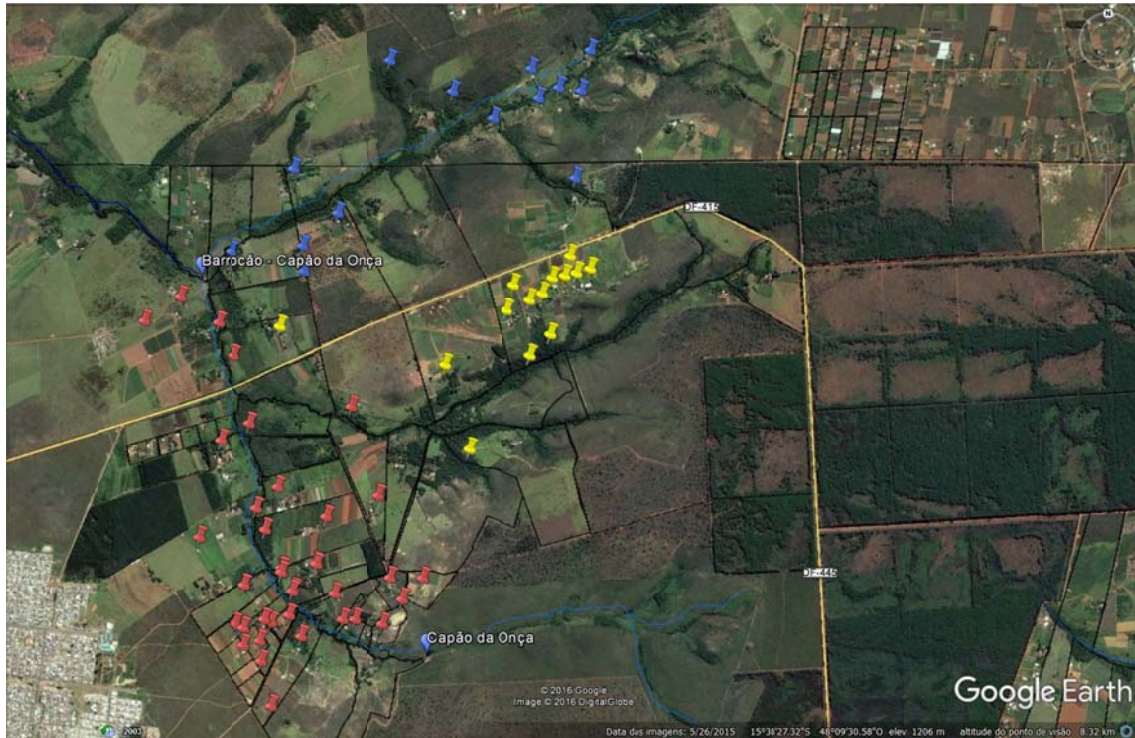 N
DF-415
Barrocão - Capão da Onça
DF-445
Capão da Onça
© 2016 Google
Image © 2016 DigitalGlobe
Google Earth
2003
Data das imagens: 5/26/2015 15°38'27.32"S 48°09'30.58"O elev 1206 m altitude do ponto de visão 8.32 km